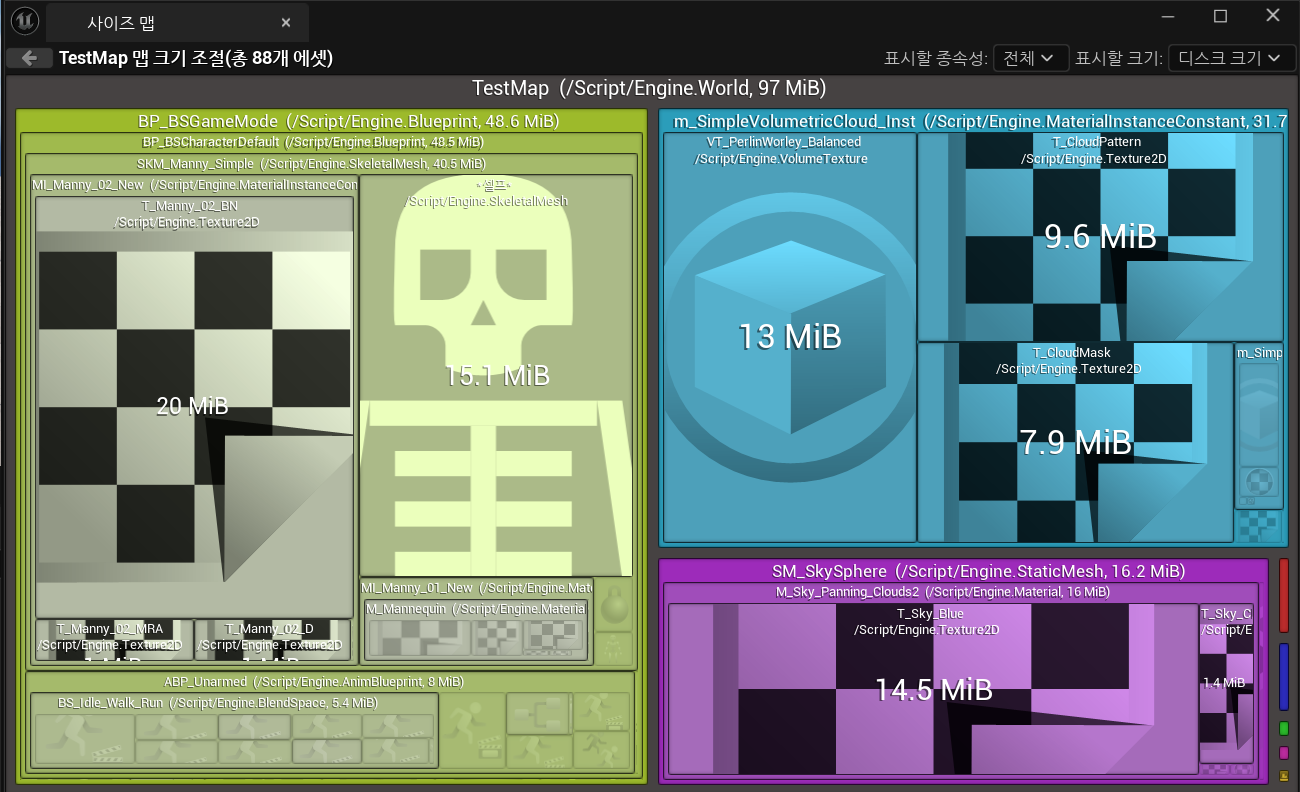 사이즈 맵
TestMap 맵 크기 조절(총 88개 에셋)
표시할 종속성: 전체 표시할 크기: 디스크 크기
TestMap (/Script/Engine.World, 97 MiB)
BP_BSGameMode (/Script/Engine.Blueprint, 48.6 MiB)
BP_BSCharacterDefault (/Script/Engine.Blueprint, 48.5 MiB)
SKM_Manny_Simple (/Script/Engine.SkeletalMesh, 40.5 MiB)
MI_Manny_02_New (/Script/Engine.MaterialInstanceCon
T_Manny_02_BN
/Script/Engine.Texture2D
20 MiB
-셀프-
/Script/Engine.SkeletalMesh
15.1 MiB
T_Manny_02_MRA
/Script/Engine.Texture2D
T_Manny_02_D
/Script/Engine.Texture2D
MI_Manny_01_New (/Script/Engine.Mate
M_Mannequin (/Script/Engine.Materia
ABP_Unarmed (/Script/Engine.AnimBlueprint, 8 MiB)
BS_Idle_Walk_Run (/Script/Engine.BlendSpace, 5.4 MiB)
m_SimpleVolumetricCloud_Inst (/Script/Engine.MaterialInstanceConstant, 31.7
VT_PerlinWorley_Balanced
/Script/Engine.VolumeTexture
13 MiB
T_CloudPattern
/Script/Engine.Texture2D
9.6 MiB
T_CloudMask
/Script/Engine.Texture2D
7.9 MiB
m_Simp
SM_SkySphere (/Script/Engine.StaticMesh, 16.2 MiB)
M_Sky_Panning_Clouds2 (/Script/Engine.Material, 16 MiB)
T_Sky_Blue
/Script/Engine.Texture2D
14.5 MiB
T_Sky_C
/Script/E
1.4 MiB